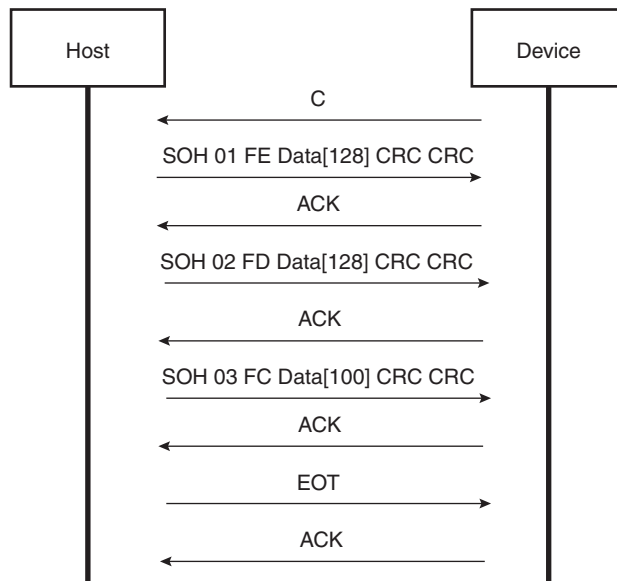 Host
Device
C
SOH 01 FE Data[128] CRC CRC
ACK
SOH 02 FD Data[128] CRC CRC
ACK
SOH 03 FC Data[100] CRC CRC
ACK
EOT
ACK